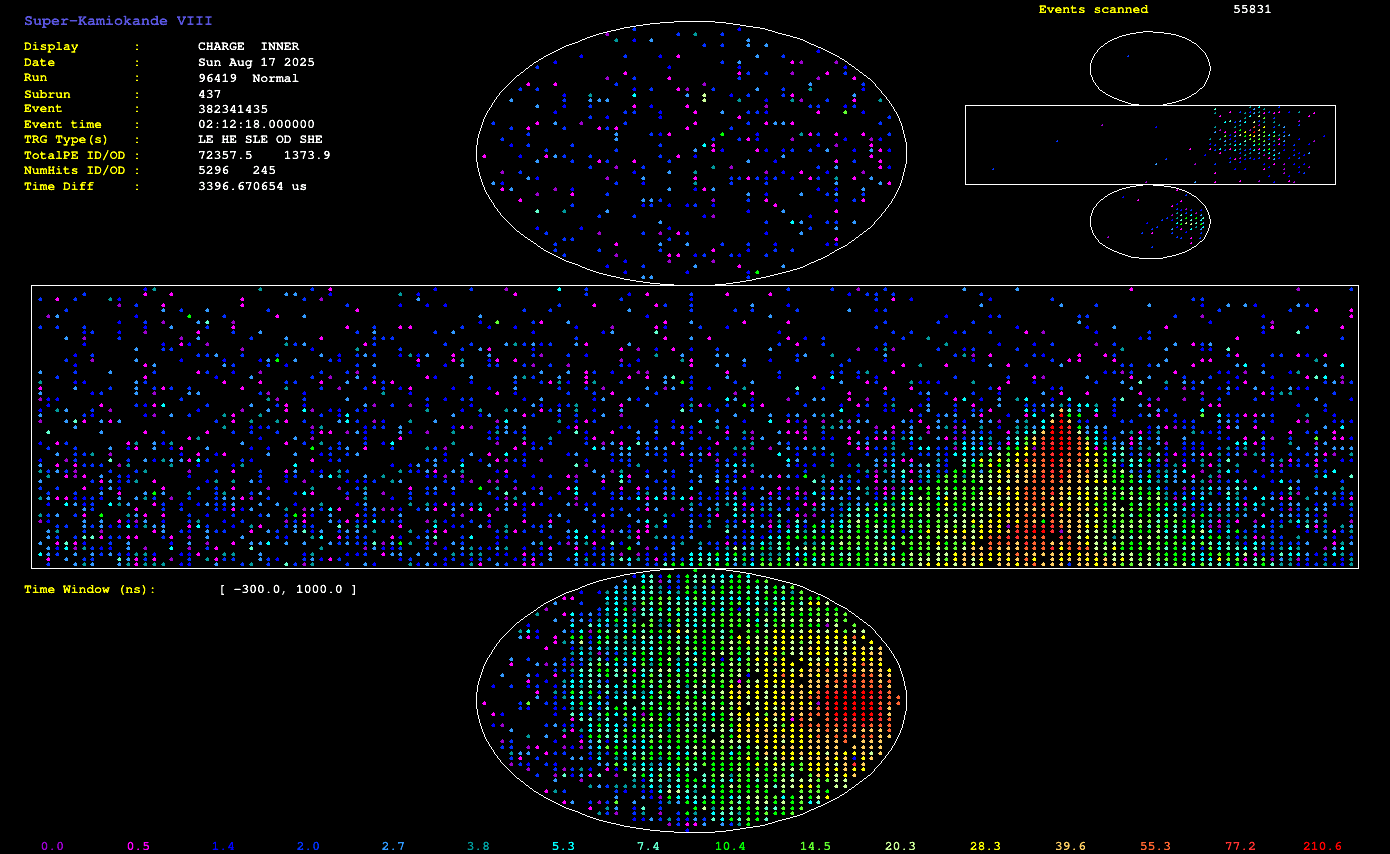 Super-Kamiokande VIII
Events scanned 55831
Display : CHARGE INNER
Date : Sun Aug 17 2025
Run : 96419 Normal
Subrun : 437
Event : 382341435
Event time : 02:12:18.000000
TRG Type(s) : LE HE SLE OD SHE
TotalPE ID/OD : 72357.5 1373.9
NumHits ID/OD : 5296 245
Time Diff : 3396.670654 us
Time Window (ns): [ -300.0, 1000.0 ]
0.0 0.5 1.4 2.0 2.7 3.8 5.3 7.4 10.4 14.5 20.3 28.3 39.6 55.3 77.2 210.6